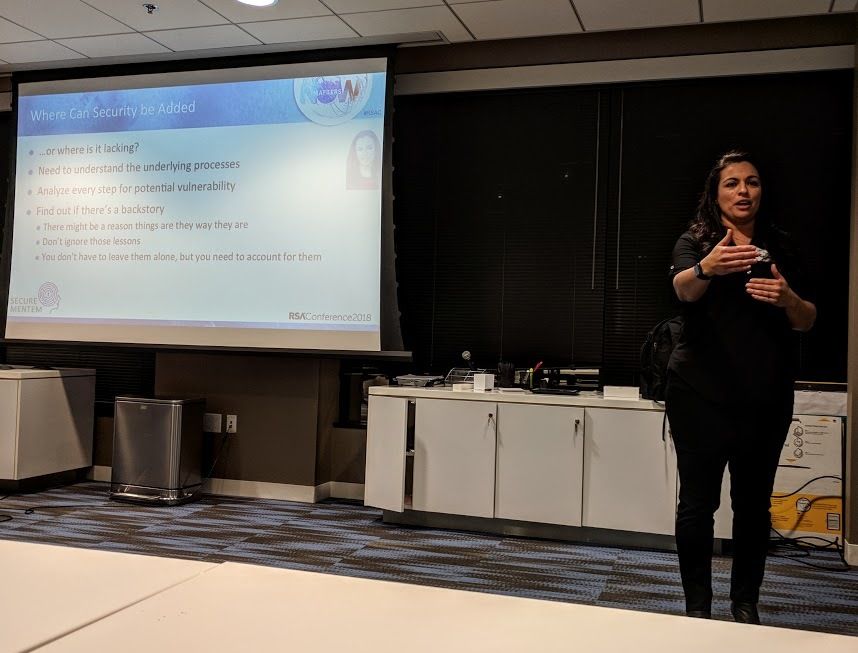 Where Can Security be Added
MATTERS
NOW
RSAC
...or where is it lacking?
Need to understand the underlying processes
Analyze every step for potential vulnerability
Find out if there's a backstory
There might be a reason things are they way they are
Don't ignore those lessons
You don't have to leave them alone, but you need to account for them
SECURE
MENTEM
RSAConference2018